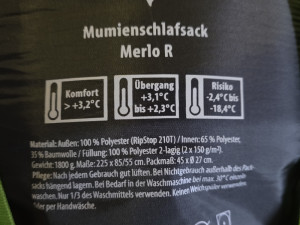 Mumienschlafsack
Merlo R
Komfort
> +3,2°C
Übergang
+3,1°C
bis +2,3°C
Risiko
-2,4°C bis
-18,4°C
Material: Außen: 100 % Polyester (RipStop 210T) / Innen: 65 % Polyester,
35 % Baumwolle / Füllung: 100 % Polyester 2-lagig (2 x 150 g/m²).
Gewicht: 1800 g. Maße: 225 x 85/55 cm. Packmaß: 45 x Ø 27 cm.
Pflege: Nach jedem Gebrauch gut lüften. Bei Nichtgebrauch außerhalb des Pack-
sacks hängend lagern. Bei Bedarf in der Waschmaschine bei max. 30°C einzeln
waschen. Nur 1/3 des Waschmittels verwenden. Keinen Weichspüler verwenden
per Handwäsche.